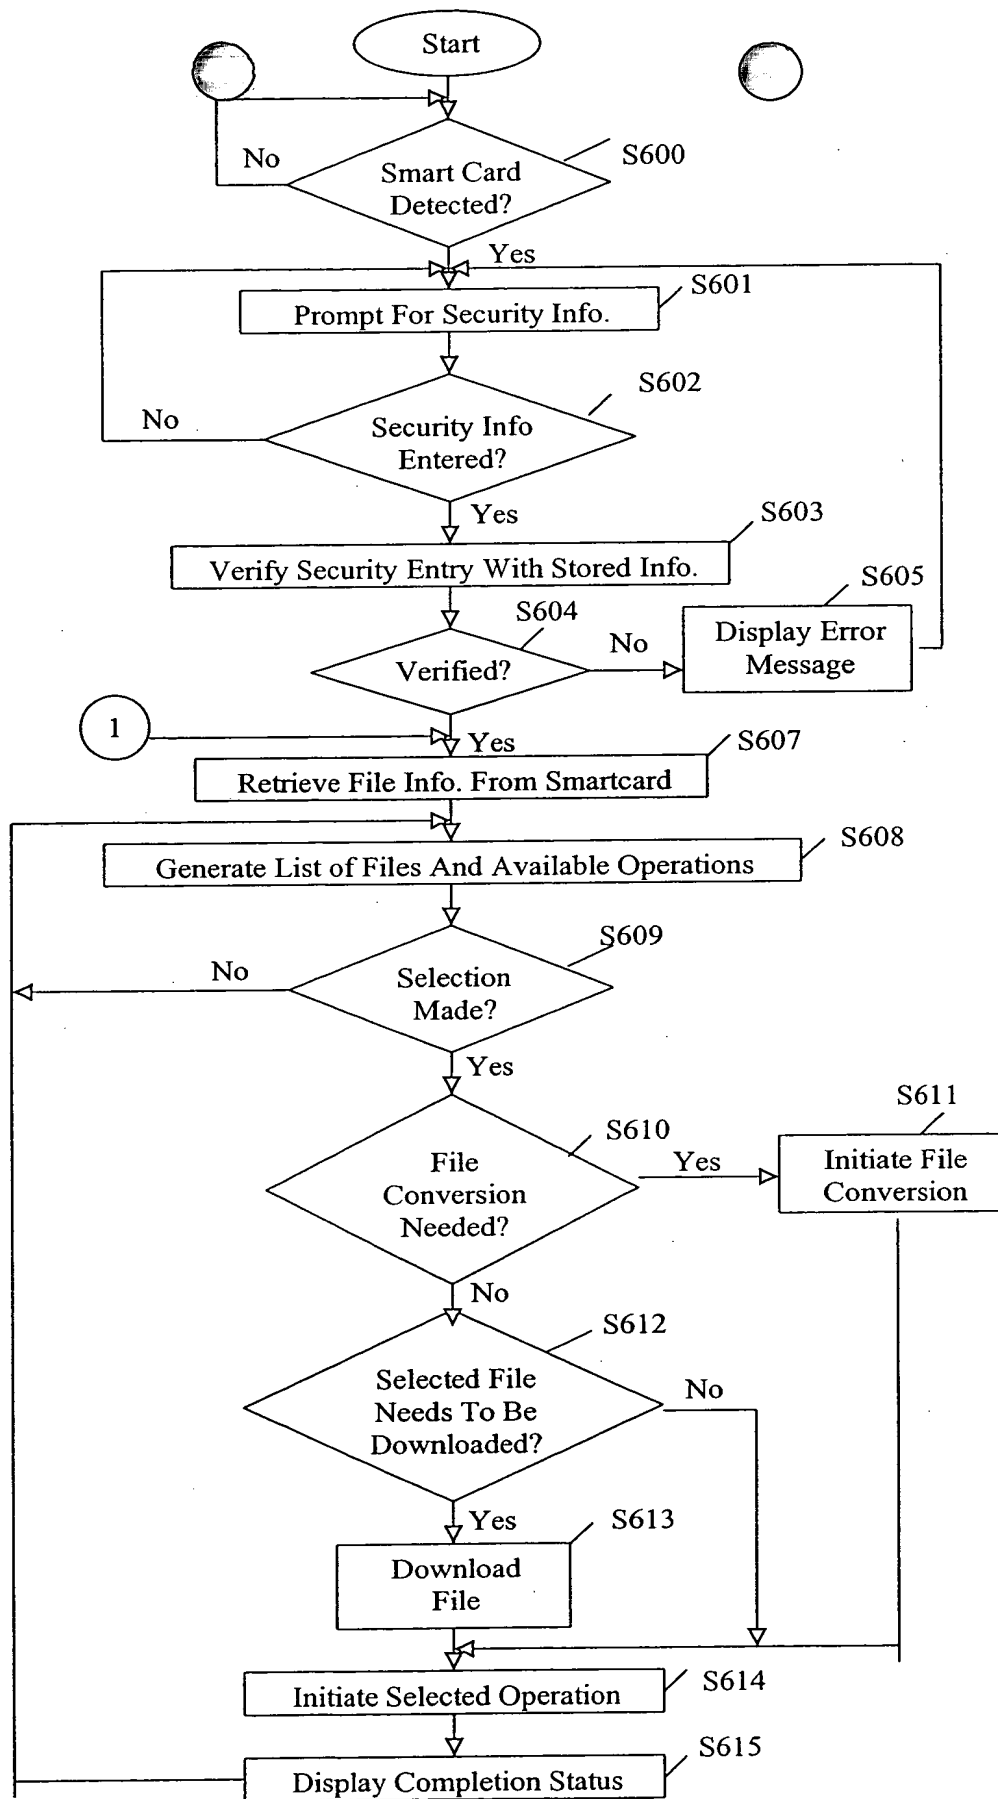 Start
No
S600
Smart Card
Detected?
Yes
S601
Prompt For Security Info.
S602
No
Security Info
Entered?
Yes
S603
Verify Security Entry With Stored Info.
S605
S604
Display Error
Message
No
Verified?
1
Yes
S607
Retrieve File Info. From Smartcard
S608
Generate List of Files And Available Operations
S609
No
Selection
Made?
Yes
S611
S610
Yes
Initiate File
Conversion
File
Conversion
Needed?
No
S612
Selected File
Needs To Be
Downloaded?
No
Yes
S613
Download
File
S614
Initiate Selected Operation
S615
Display Completion Status